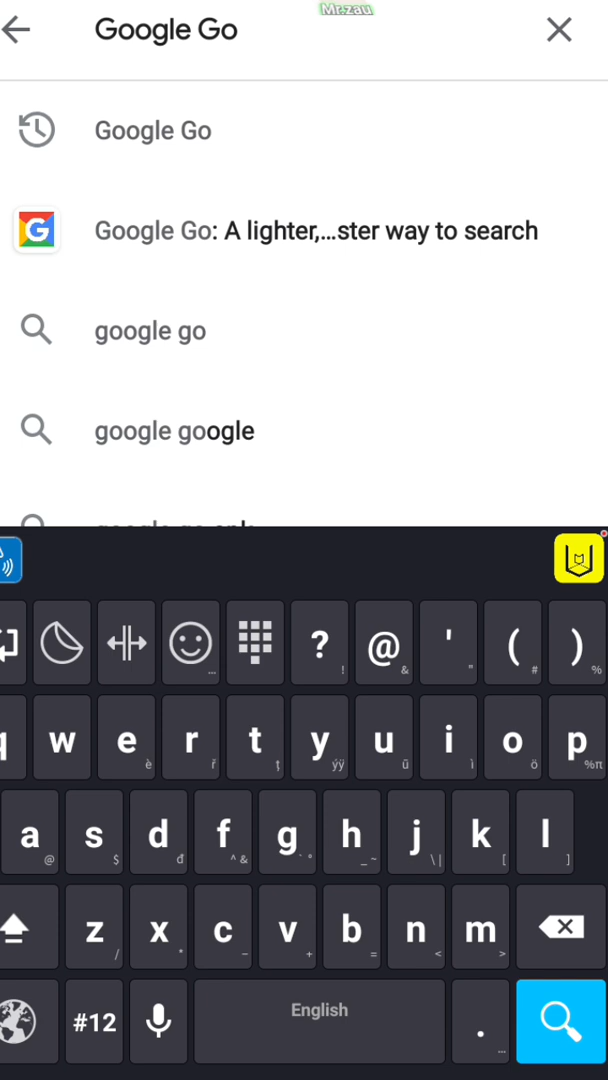 Mr.zau
Google Go
Google Go
Google Go: A lighter,...ster way to search
google go
google google
? ! @ & ' " ( # ) %
q w e è r ř t ţ y ýÿ u ū i ì o ö p %π
a @ s $ d đ f ^ & g h _ ~ j \ | k [ l ]
z / x * c − v + b = n < m >
#12 English . ...